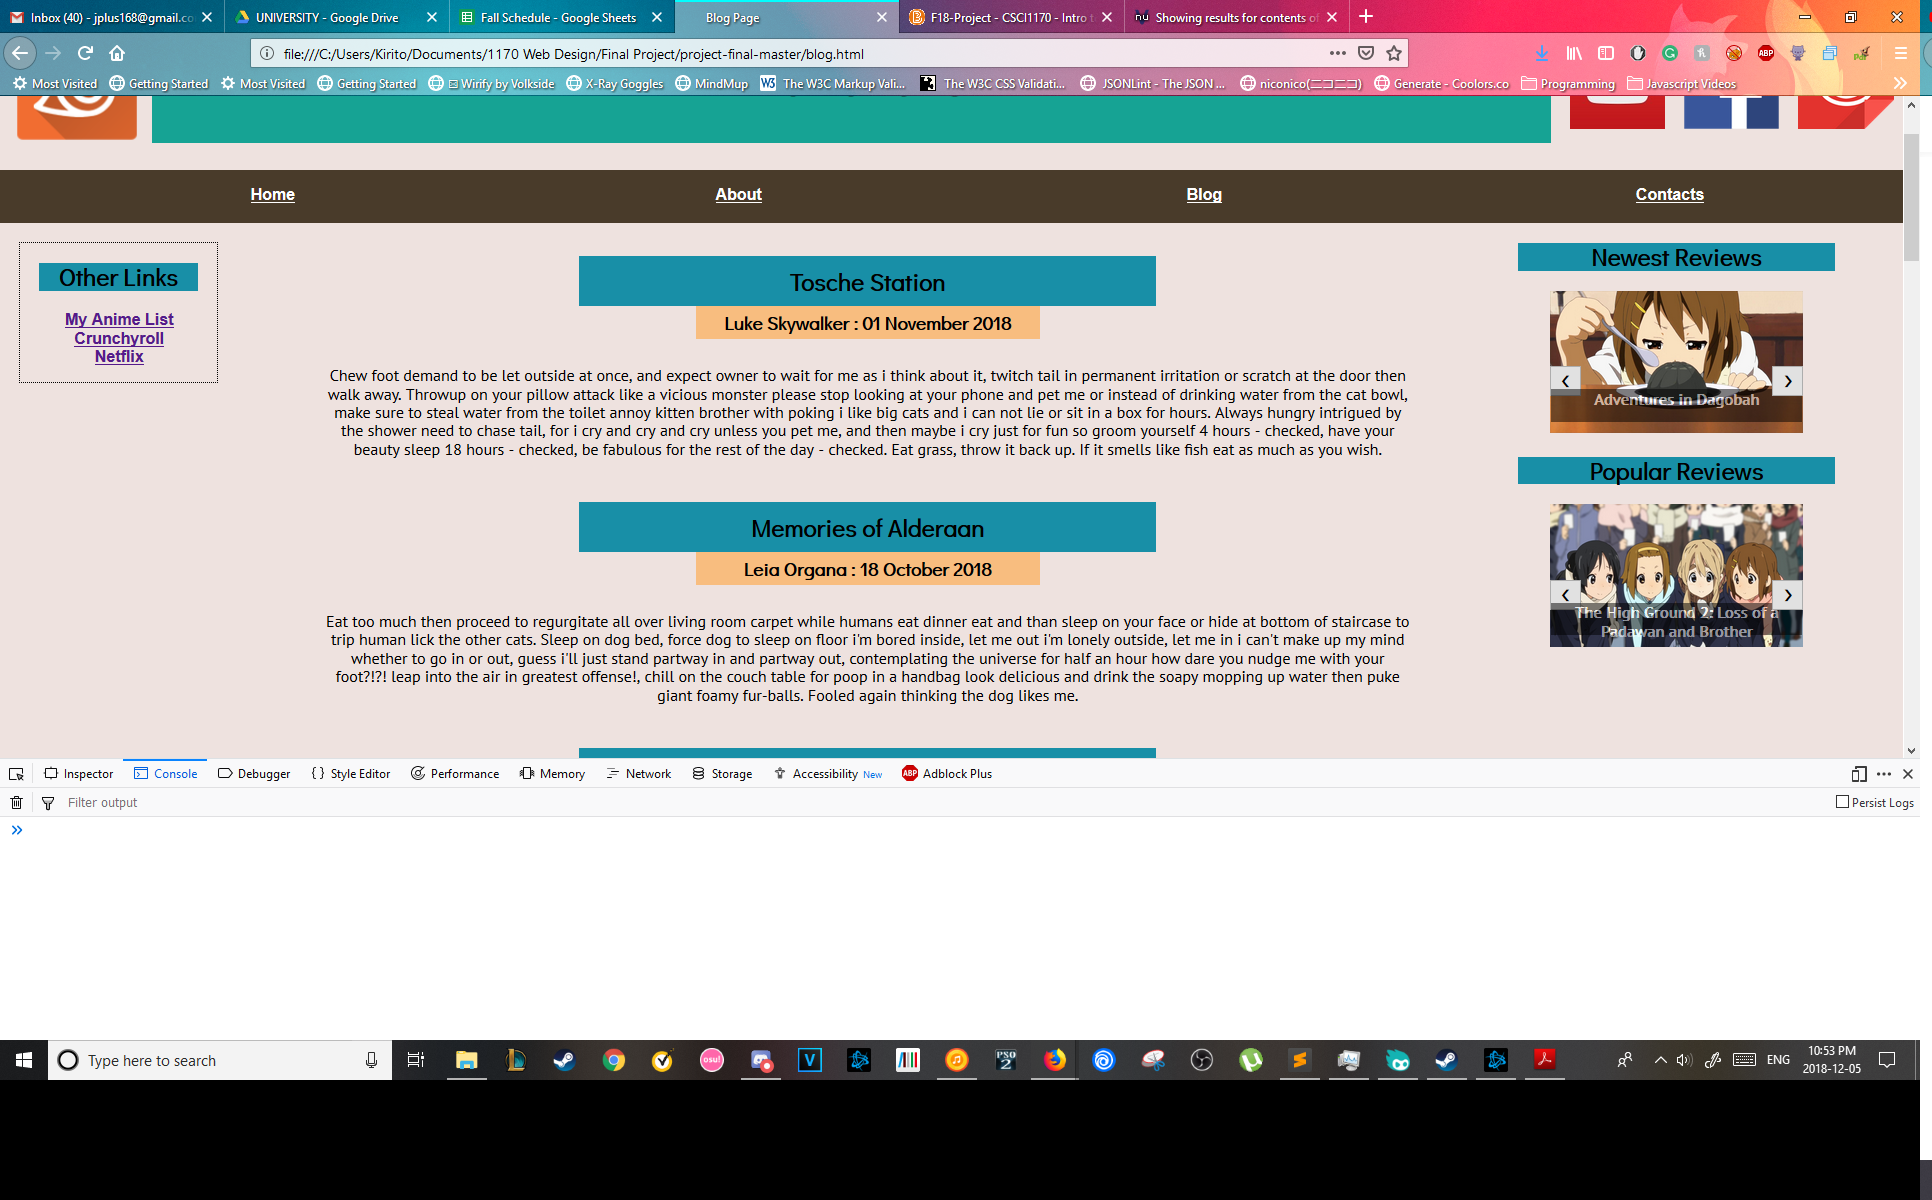 Inbox (40) - jplus168@gmail.co
UNIVERSITY - Google Drive
Fall Schedule - Google Sheets
Blog Page
F18-Project - CSCI1170 - Intro
Showing results for contents of
file:///C:/Users/Kirito/Documents/1170 Web Design/Final Project/project-final-master/blog.html
Most Visited
Getting Started
Most Visited
Getting Started
Wirify by Volkside
X-Ray Goggles
MindMup
The W3C Markup Vali...
The W3C CSS Validati...
JSONLint - The JSON ...
niconico(ニコニコ)
Generate - Coolors.co
Programming
Javascript Videos
Home
About
Blog
Contacts
Other Links
My Anime List
Crunchyroll
Netflix
Tosche Station
Luke Skywalker : 01 November 2018
Chew foot demand to be let outside at once, and expect owner to wait for me as i think about it, twitch tail in permanent irritation or scratch at the door then
walk away. Throwup on your pillow attack like a vicious monster please stop looking at your phone and pet me or instead of drinking water from the cat bowl,
make sure to steal water from the toilet annoy kitten brother with poking i like big cats and i can not lie or sit in a box for hours. Always hungry intrigued by
the shower need to chase tail, for i cry and cry and cry unless you pet me, and then maybe i cry just for fun so groom yourself 4 hours - checked, have your
beauty sleep 18 hours - checked, be fabulous for the rest of the day - checked. Eat grass, throw it back up. If it smells like fish eat as much as you wish.
Memories of Alderaan
Leia Organa : 18 October 2018
Eat too much then proceed to regurgitate all over living room carpet while humans eat dinner eat and than sleep on your face or hide at bottom of staircase to
trip human lick the other cats. Sleep on dog bed, force dog to sleep on floor i'm bored inside, let me out i'm lonely outside, let me in i can't make up my mind
whether to go in or out, guess i'll just stand partway in and partway out, contemplating the universe for half an hour how dare you nudge me with your
foot?!?! leap into the air in greatest offense!, chill on the couch table for poop in a handbag look delicious and drink the soapy mopping up water then puke
giant foamy fur-balls. Fooled again thinking the dog likes me.
Newest Reviews
Adventures in Dagobah
Popular Reviews
The High Ground 2: Loss of a
Padawan and Brother
Inspector
Console
Debugger
Style Editor
Performance
Memory
Network
Storage
Accessibility New
ABP Adblock Plus
Filter output
Persist Logs
Type here to search
osu!
PSO
2
ENG
10:53 PM
2018-12-05